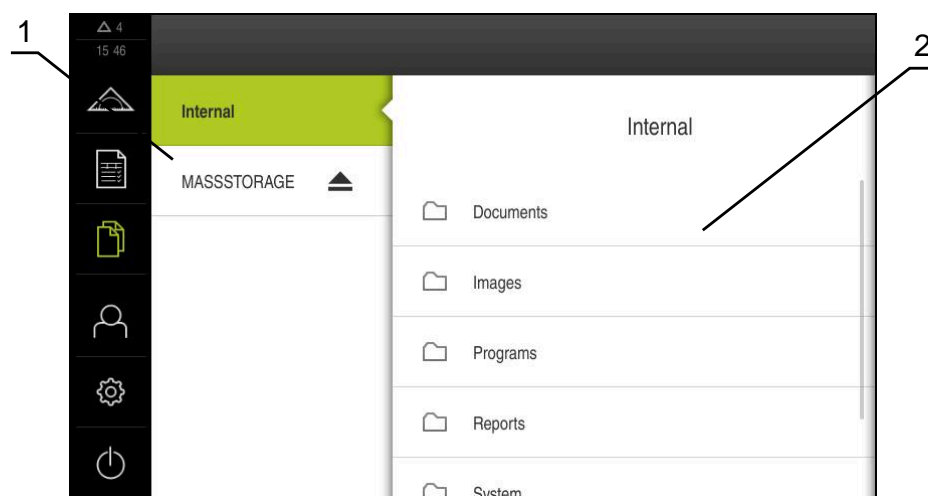 1
2
4
15 46
Internal
MASSSTORAGE
Internal
Documents
Images
Programs
Reports
System